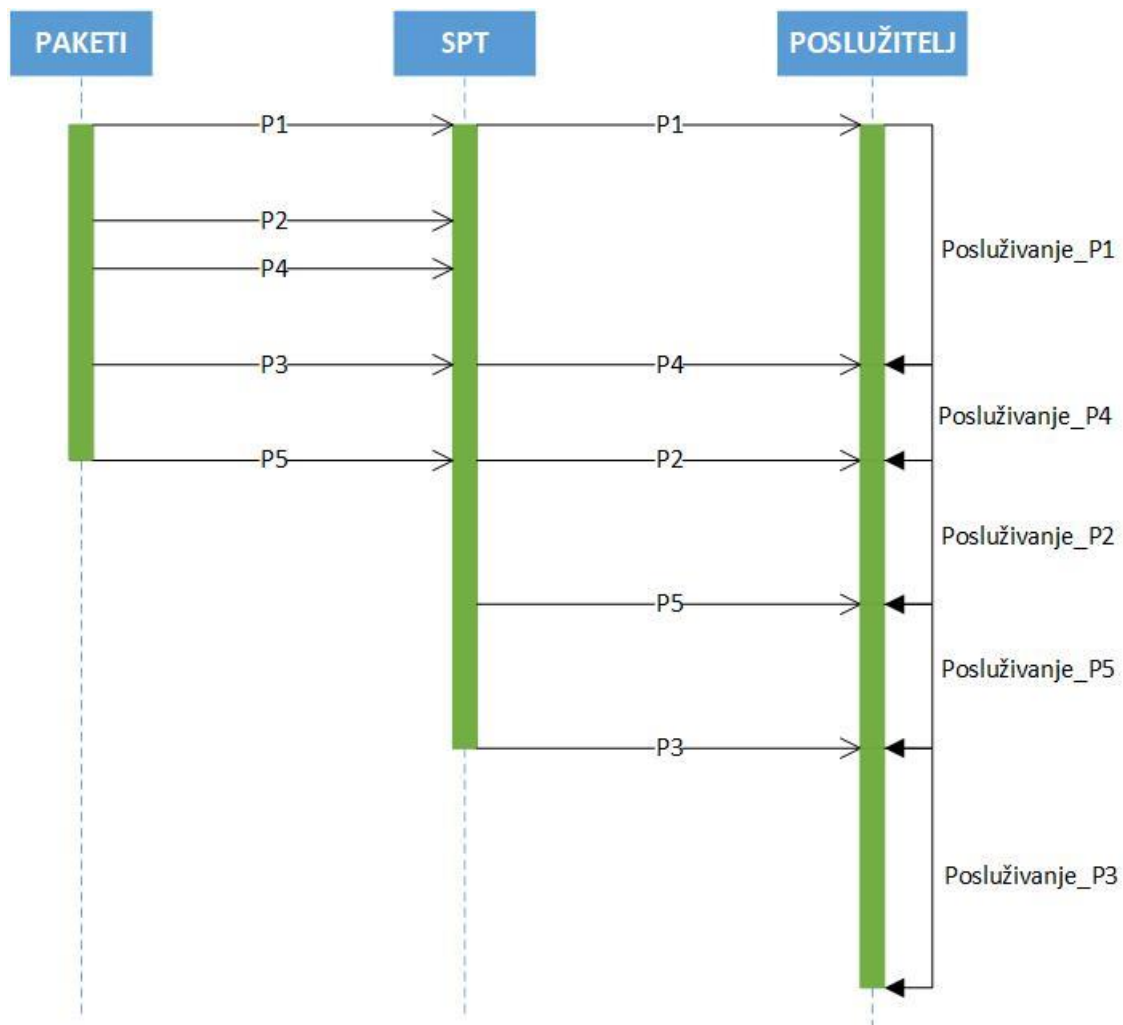 PAKETI
SPT
POSLUŽITELJ
P1
P1
P2
Posluživanje_P1
P4
P3
P4
Posluživanje_P4
P5
P2
Posluživanje_P2
P5
Posluživanje_P5
P3
Posluživanje_P3